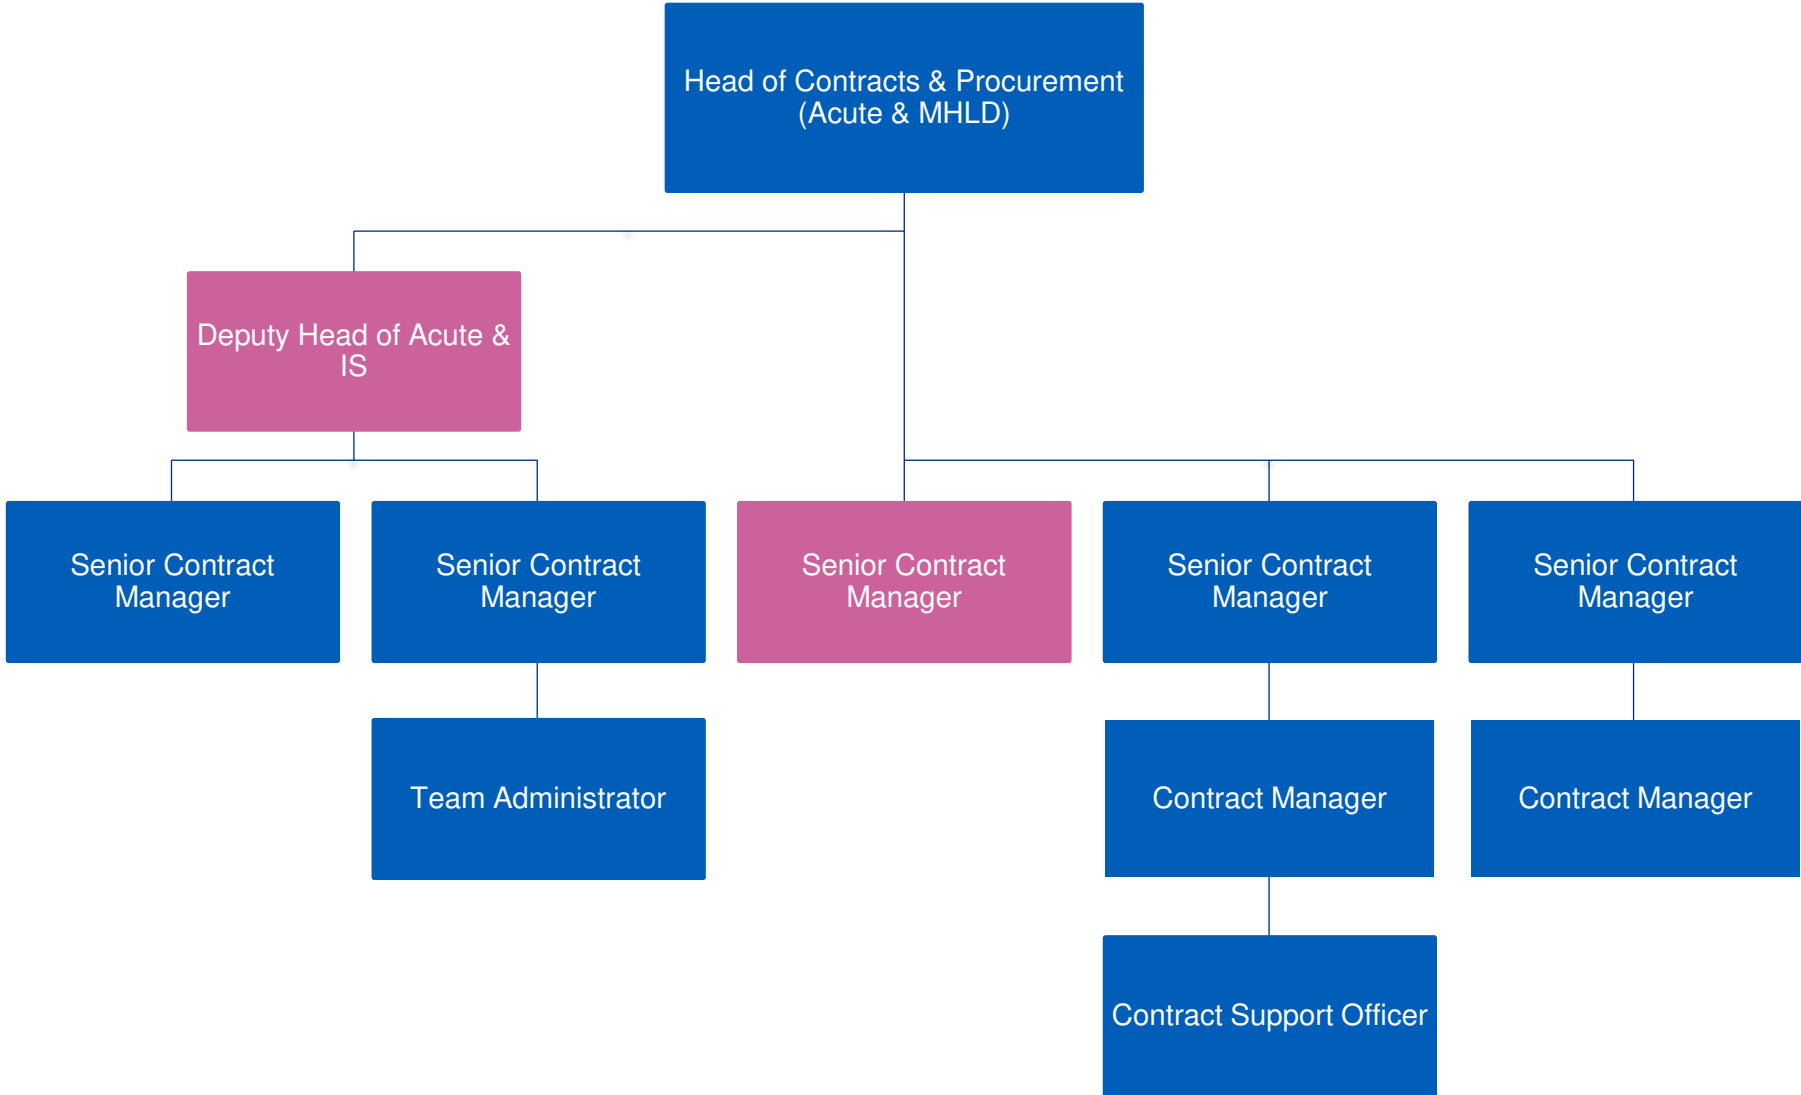 Head of Contracts & Procurement
(Acute & MHLD)
Deputy Head of Acute &
IS
Senior Contract
Manager
Senior Contract
Manager
Senior Contract
Manager
Senior Contract
Manager
Senior Contract
Manager
Team Administrator
Contract Manager
Contract Manager
Contract Support Officer